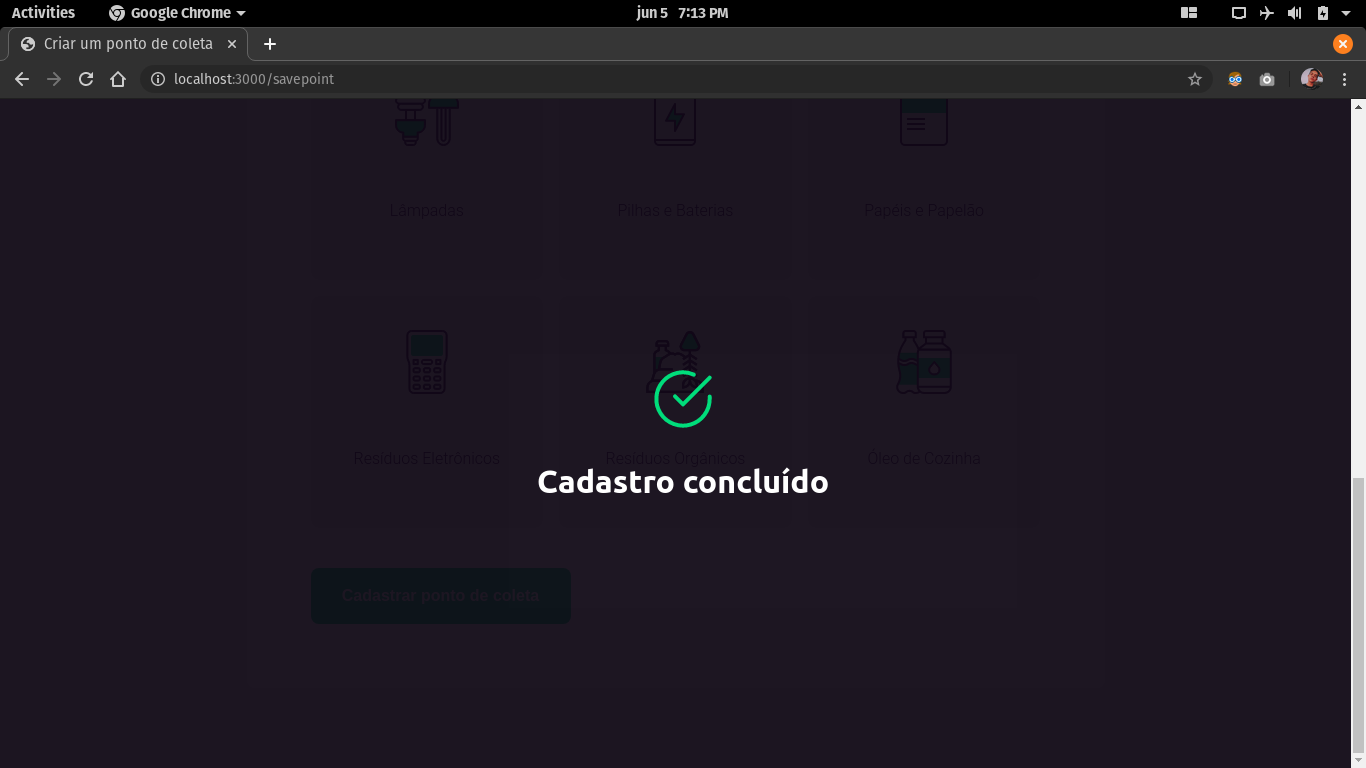 Activities
Google Chrome
jun 5 7:13 PM
Criar um ponto de coleta
localhost:3000/savepoint
Lâmpadas
Pilhas e Baterias
Papéis e Papelão
Resíduos Eletrônicos
Resíduos Orgânicos
Óleo de Cozinha
Cadastro concluído
Cadastrar ponto de coleta